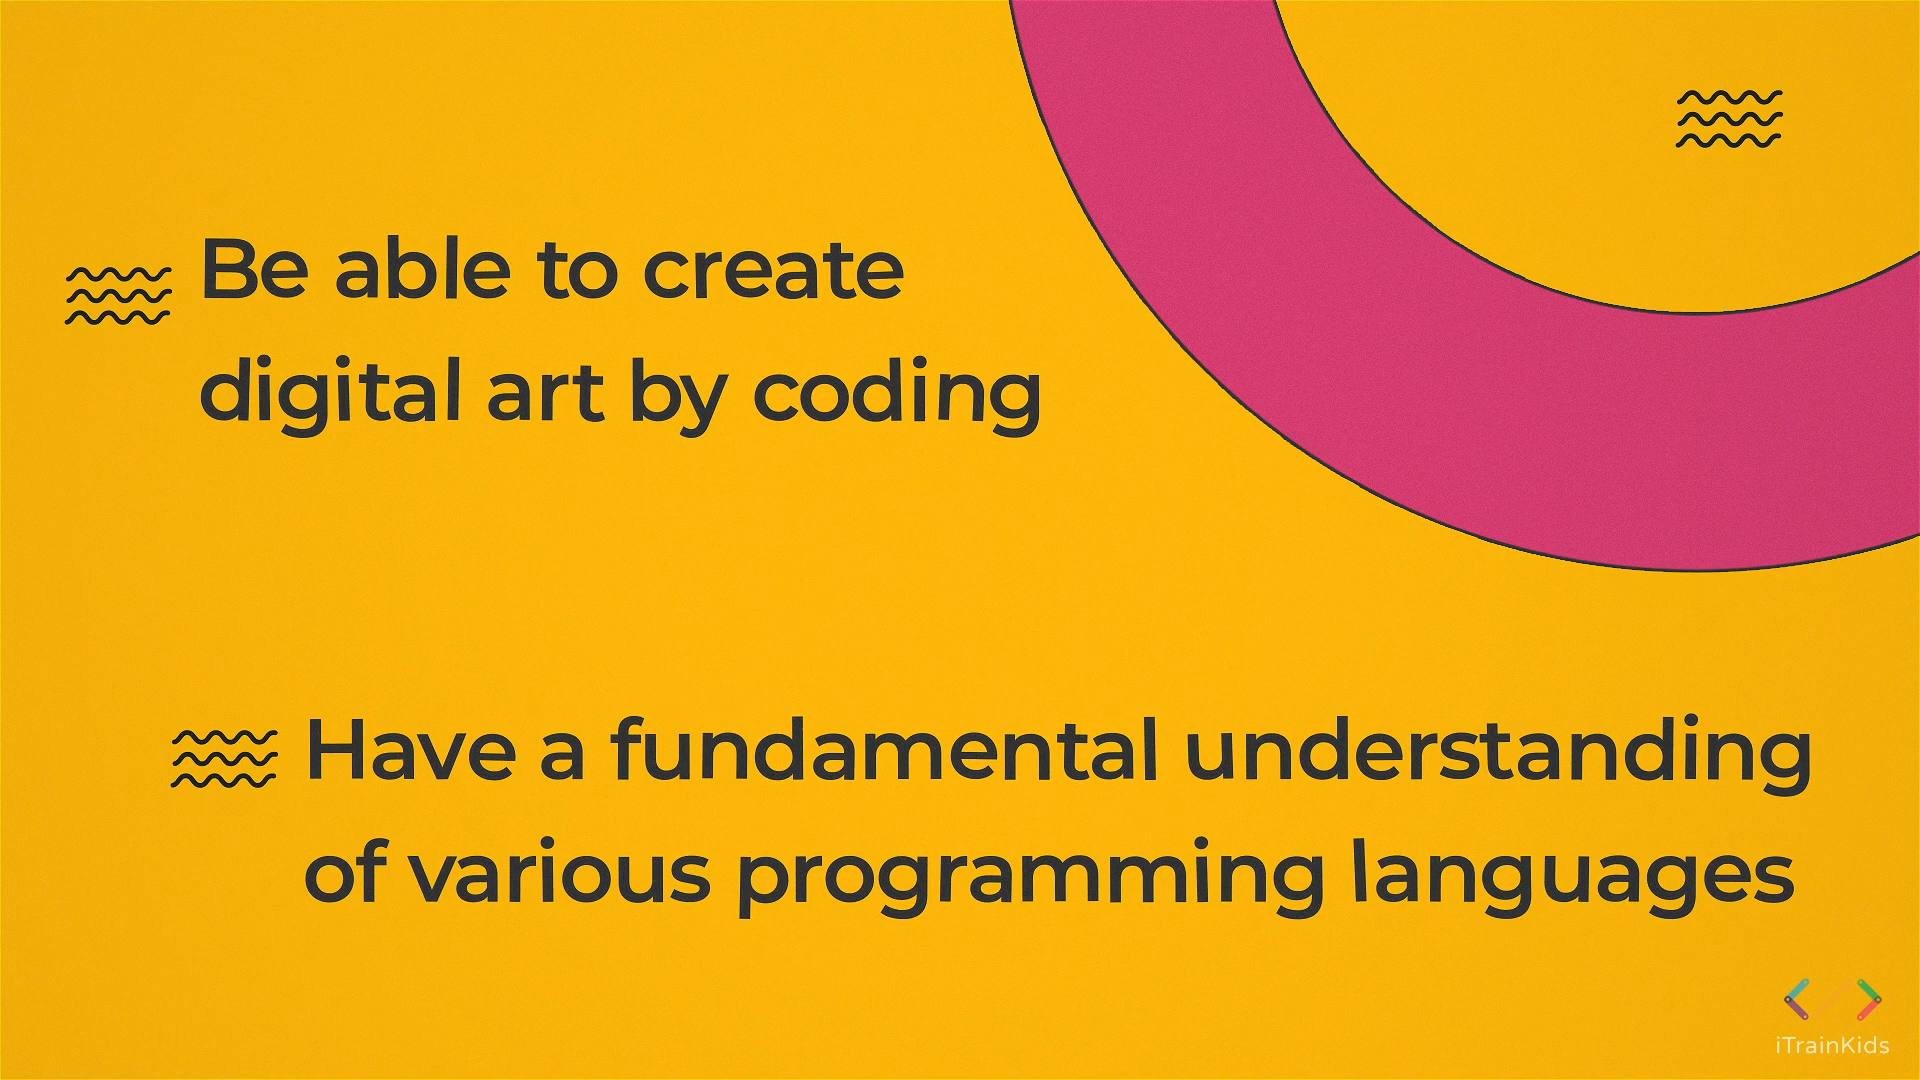 Be able to create
digital art by coding
Have a fundamental understanding
of various programming languages
iTrainKids